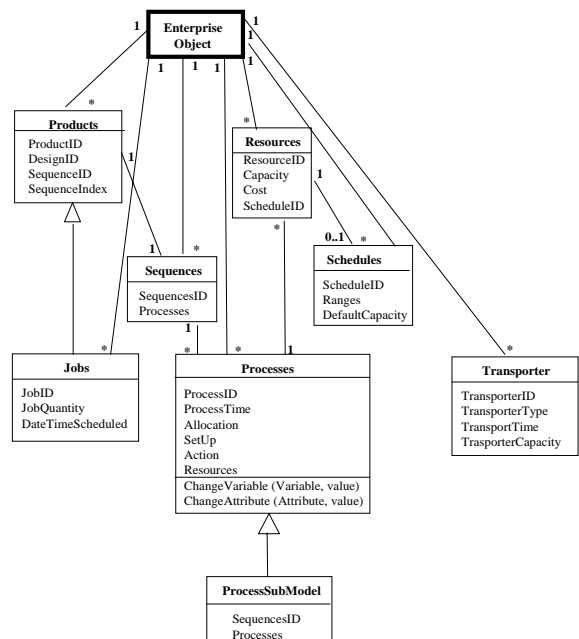 Enterprise
Object
1
1
1
1
1
1
1
1
*
Products
ProductID
DesignID
SequenceID
SequenceIndex
*
Resources
ResourceID
Capacity
Cost
ScheduleID
1
1
*
1
*
0..1
*
Sequences
SequencesID
Processes
Schedules
ScheduleID
Ranges
DefaultCapacity
1
*
*
*
1
*
Jobs
JobID
JobQuantity
DateTimeScheduled
Processes
ProcessID
ProcessTime
Allocation
SetUp
Action
Resources
ChangeVariable (Variable, value)
ChangeAttribute (Attribute, value)
Transporter
TransporterID
TransporterType
TransportTime
TrasporterCapacity
ProcessSubModel
SequencesID
Processes